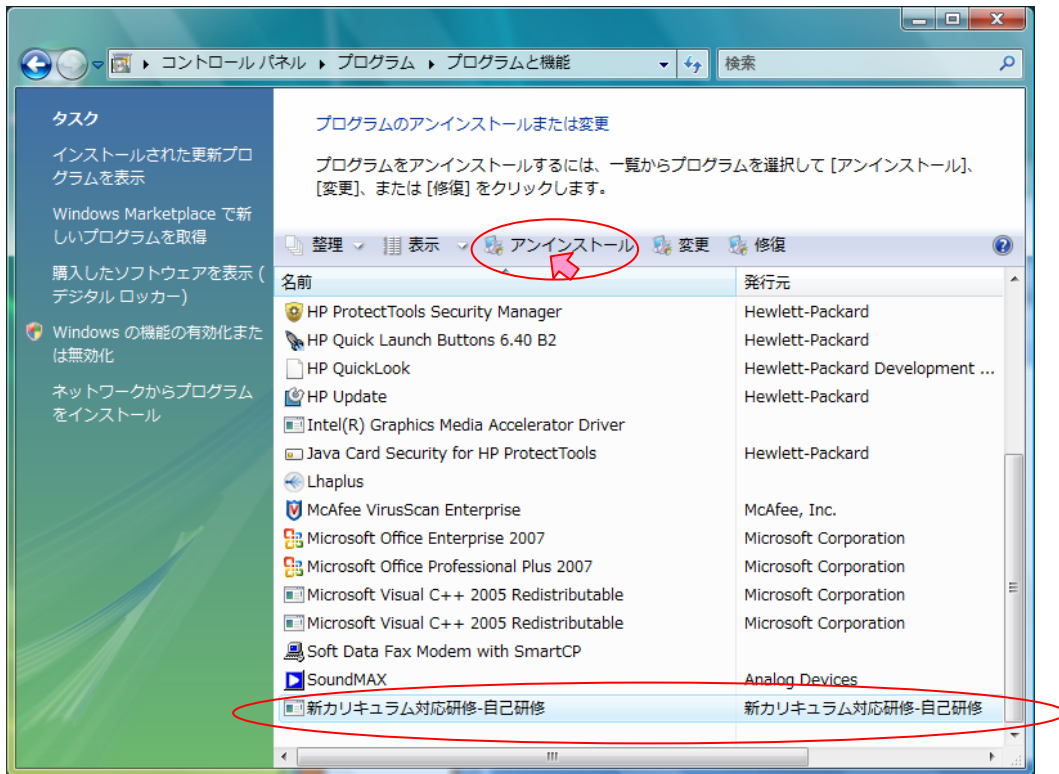 コントロール パネル ▸ プログラム ▸ プログラムと機能
検索
タスク
インストールされた更新プロ
グラムを表示
Windows Marketplace で新
しいプログラムを取得
購入したソフトウェアを表示 (
デジタル ロッカー)
Windows の機能の有効化また
は無効化
ネットワークからプログラム
をインストール
プログラムのアンインストールまたは変更
プログラムをアンインストールするには、一覧からプログラムを選択して [アンインストール]、
[変更]、または [修復] をクリックします。
整理 表示 アンインストール 変更 修復
名前 発行元
HP ProtectTools Security Manager Hewlett-Packard
HP Quick Launch Buttons 6.40 B2 Hewlett-Packard
HP QuickLook Hewlett-Packard Development ...
HP Update Hewlett-Packard
Intel(R) Graphics Media Accelerator Driver
Java Card Security for HP ProtectTools Hewlett-Packard
Lhaplus
McAfee VirusScan Enterprise McAfee, Inc.
Microsoft Office Enterprise 2007 Microsoft Corporation
Microsoft Office Professional Plus 2007 Microsoft Corporation
Microsoft Visual C++ 2005 Redistributable Microsoft Corporation
Microsoft Visual C++ 2005 Redistributable Microsoft Corporation
Soft Data Fax Modem with SmartCP
SoundMAX Analog Devices
新カリキュラム対応研修-自己研修 新カリキュラム対応研修-自己研修